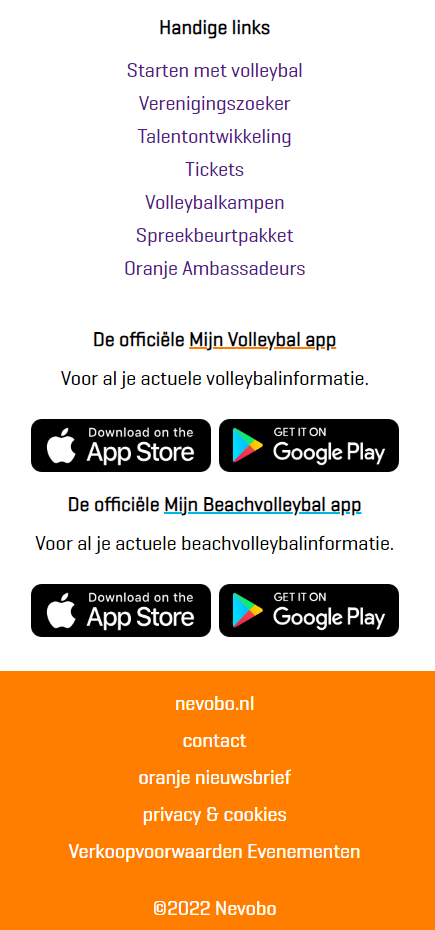 Handige links
Starten met volleybal
Verenigingszoeker
Talentontwikkeling
Tickets
Volleybalkampen
Spreekbeurtpakket
Oranje Ambassadeurs
De officiële Mijn Volleybal app
Voor al je actuele volleybalinformatie.
Download on the
App Store
GET IT ON
Google Play
De officiële Mijn Beachvolleybal app
Voor al je actuele beachvolleybalinformatie.
Download on the
App Store
GET IT ON
Google Play
nevobo.nl
contact
oranje nieuwsbrief
privacy & cookies
Verkoopvoorwaarden Evenementen
©2022 Nevobo